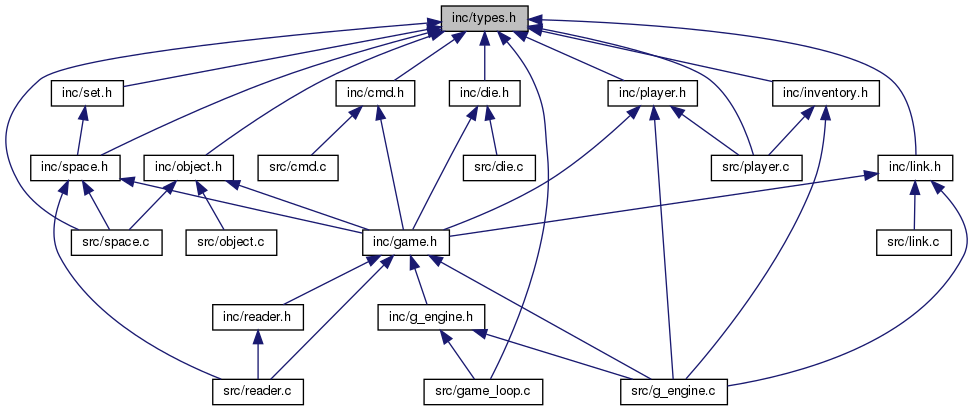 inc/types.h
inc/set.h
inc/cmd.h
inc/die.h
inc/player.h
inc/inventory.h
inc/space.h
inc/object.h
src/cmd.c
src/die.c
src/player.c
inc/link.h
src/space.c
src/object.c
inc/game.h
src/link.c
inc/reader.h
inc/g_engine.h
src/reader.c
src/game_loop.c
src/g_engine.c